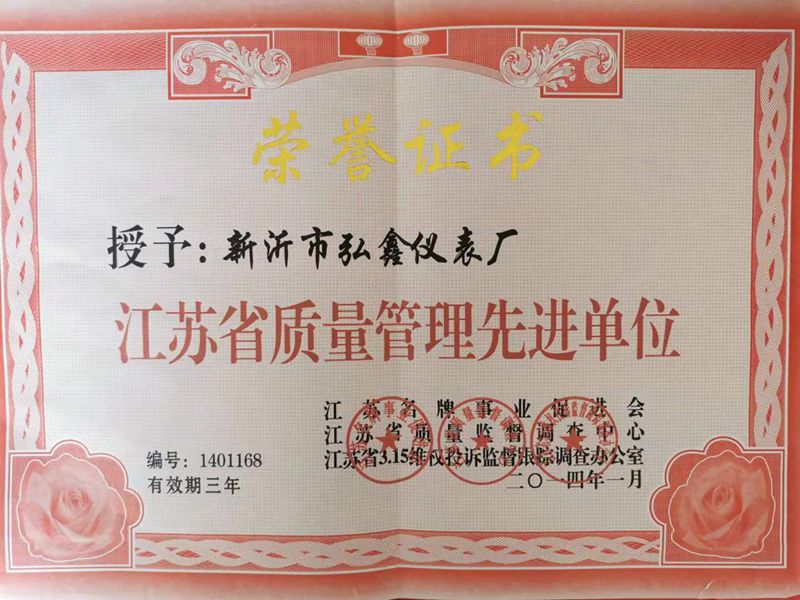 荣誉证书
授予：新沂市弘鑫仪表厂
江苏省质量管理先进单位
江苏名牌事业促进会
江苏省质量监督调查中心
编号：1401168
江苏省3.15维权投诉监督跟踪调查办公室
有效期三年
二〇一四年一月